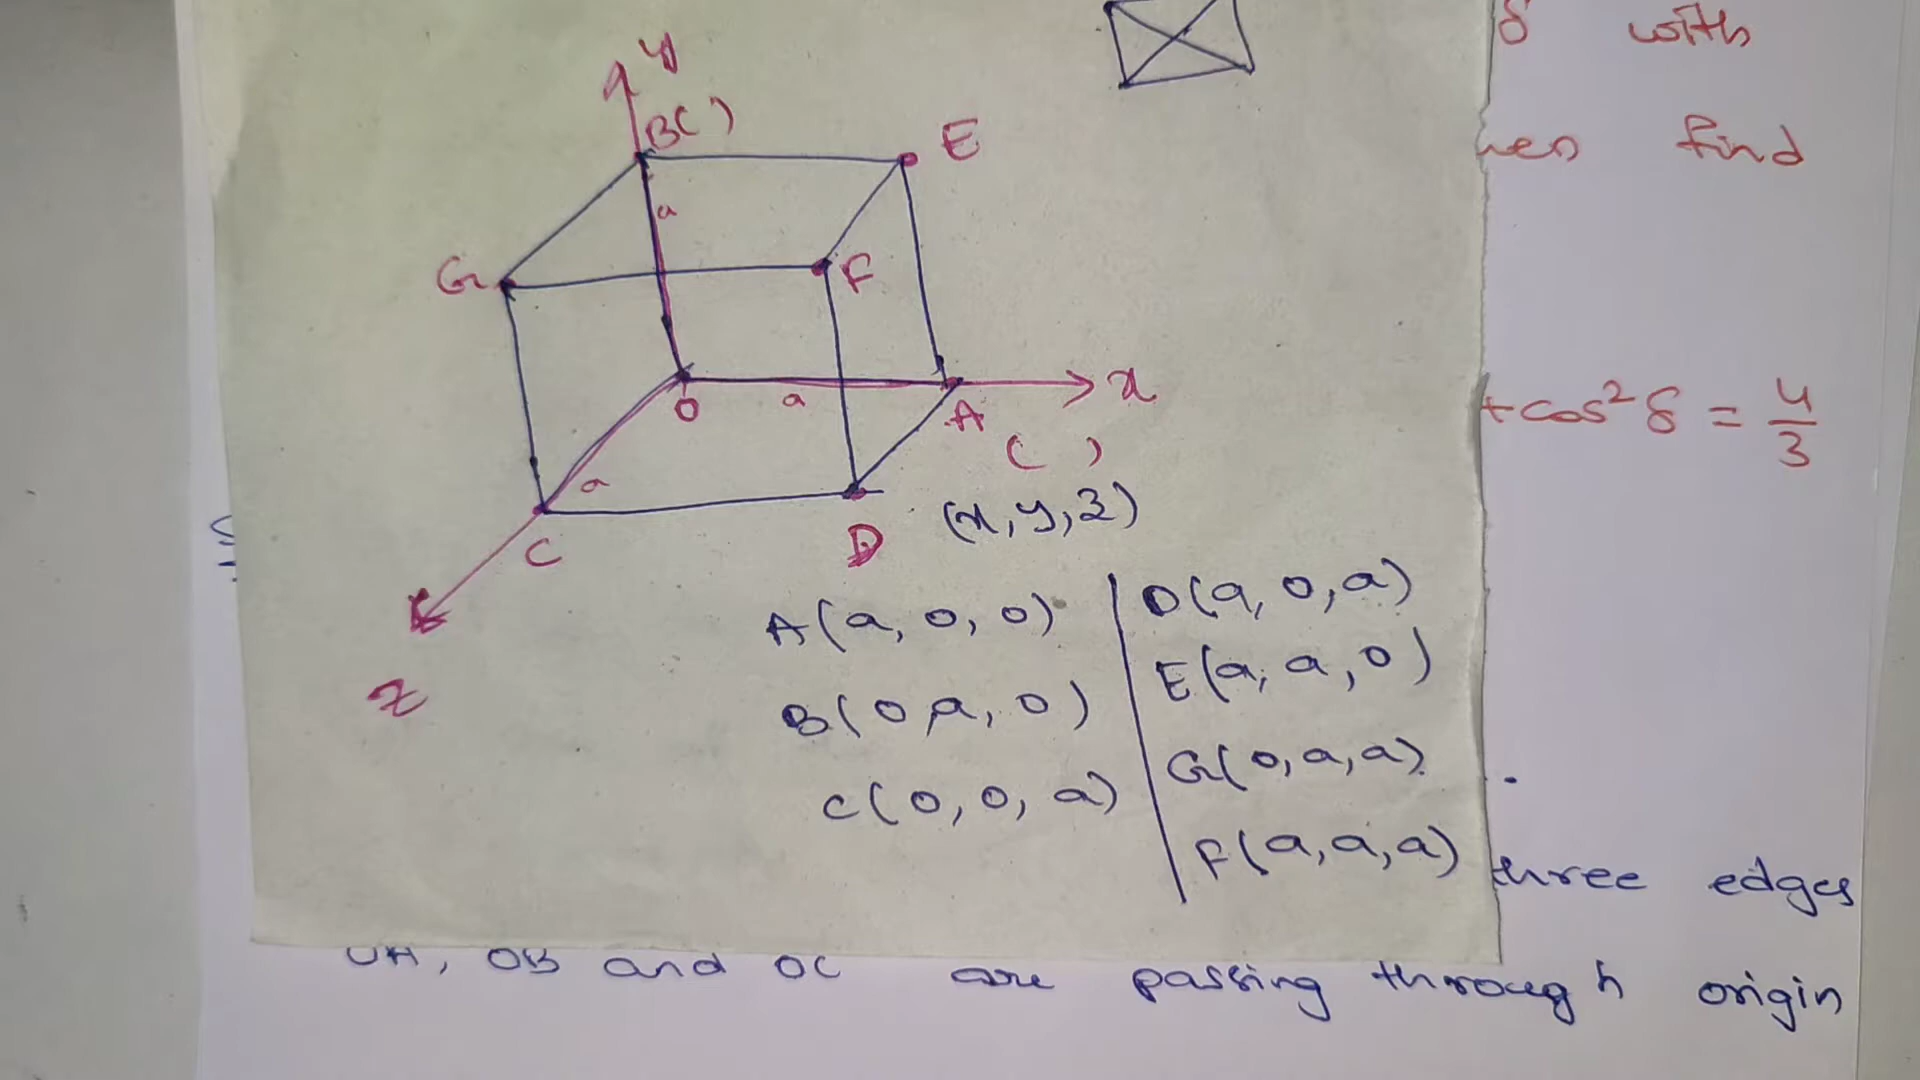 δ with
find
y
B( )
E
a
G
F
O
a
A
x
( )
+ cos² δ = 4/3
a
C
D
(x, y, z)
z
A(a, 0, 0)
B(0, a, 0)
C(0, 0, a)
D(a, 0, a)
E(a, a, 0)
G(0, a, a)
F(a, a, a)
three edges
OA, OB and OC are passing through origin